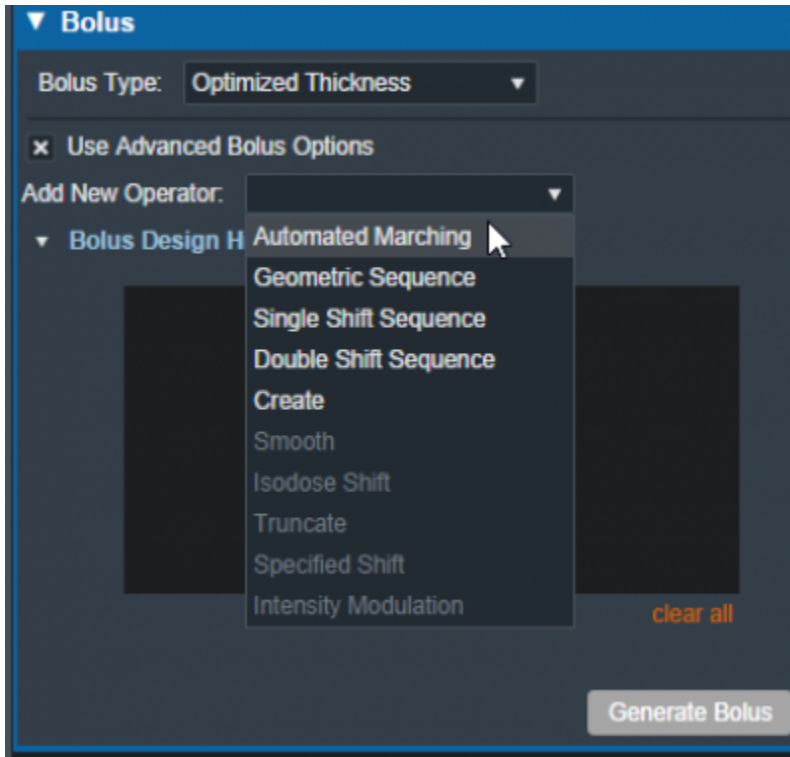 Bolus
Bolus Type: Optimized Thickness
Use Advanced Bolus Options
Add New Operator:
Bolus Design H
Automated Marching
Geometric Sequence
Single Shift Sequence
Double Shift Sequence
Create
Smooth
Isodose Shift
Truncate
Specified Shift
Intensity Modulation
clear all
Generate Bolus